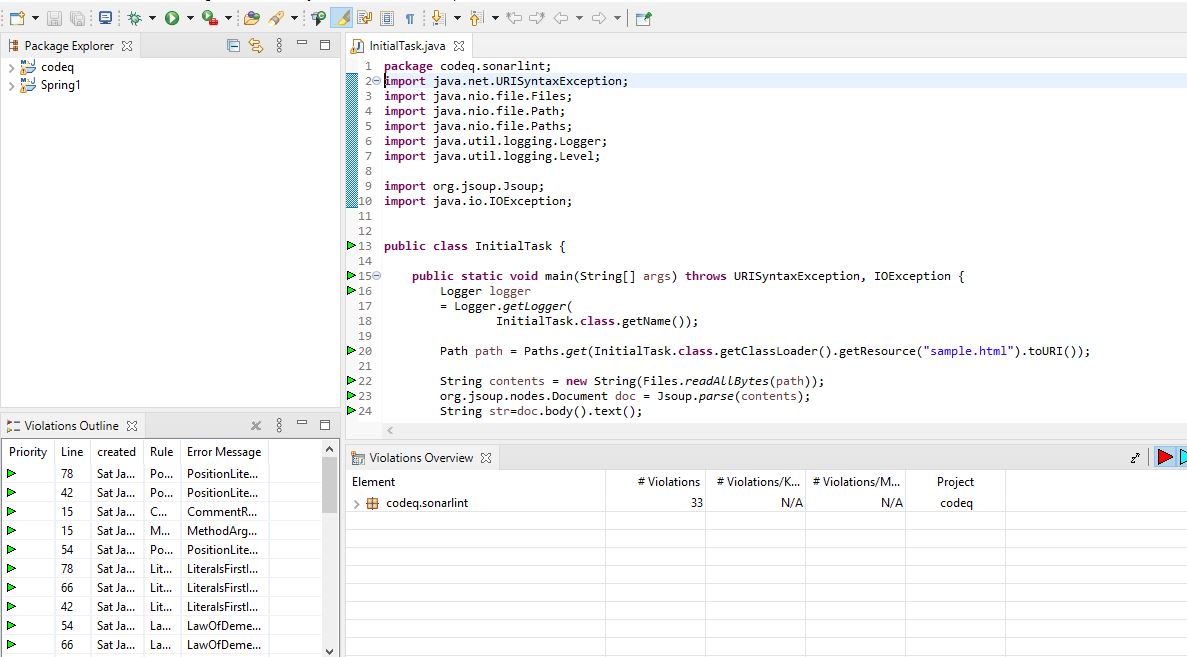 Package Explorer
codeq
Spring1
InitialTask.java
1 package codeq.sonarlint;
2 import java.net.URISyntaxException;
3 import java.nio.file.Files;
4 import java.nio.file.Path;
5 import java.nio.file.Paths;
6 import java.util.logging.Logger;
7 import java.util.logging.Level;
8
9 import org.jsoup.Jsoup;
10 import java.io.IOException;
11
12
13 public class InitialTask {
14
15 public static void main(String[] args) throws URISyntaxException, IOException {
16 Logger logger
17 = Logger.getLogger(
18 InitialTask.class.getName());
19
20 Path path = Paths.get(InitialTask.class.getClassLoader().getResource("sample.html").toURI());
21
22 String contents = new String(Files.readAllBytes(path));
23 org.jsoup.nodes.Document doc = Jsoup.parse(contents);
24 String str=doc.body().text();
Violations Outline
Priority Line created Rule Error Message
78 Sat Ja... Po... PositionLite...
42 Sat Ja... Po... PositionLite...
15 Sat Ja... C... CommentR...
15 Sat Ja... M... MethodArg...
54 Sat Ja... Po... PositionLite...
78 Sat Ja... Lit... LiteralsFirstI...
66 Sat Ja... Lit... LiteralsFirstI...
42 Sat Ja... Lit... LiteralsFirstI...
54 Sat Ja... La... LawOfDeme...
66 Sat Ja... La... LawOfDeme...
Violations Overview
Element # Violations # Violations/K... # Violations/M... Project
codeq.sonarlint 33 N/A N/A codeq